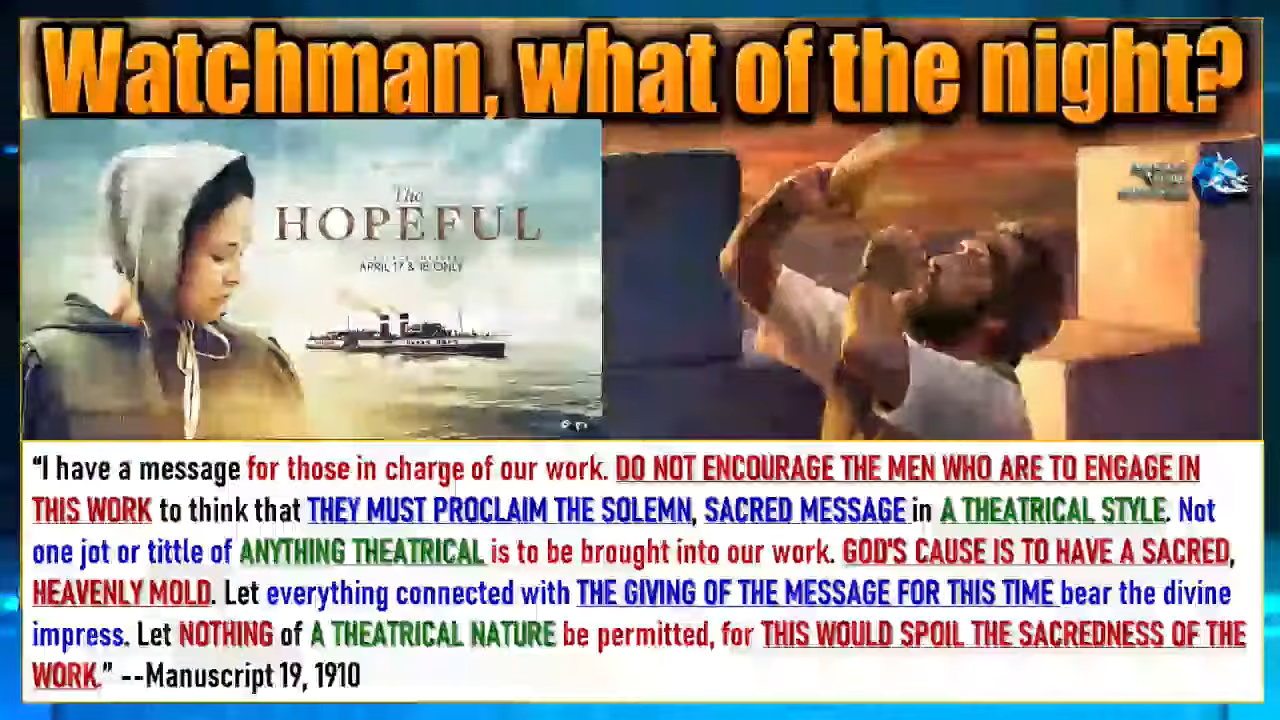 Watchman, what of the night?
The
HOPEFUL
APRIL 17 & 18 ONLY
“I have a message for those in charge of our work. DO NOT ENCOURAGE THE MEN WHO ARE TO ENGAGE IN
THIS WORK to think that THEY MUST PROCLAIM THE SOLEMN, SACRED MESSAGE in A THEATRICAL STYLE. Not
one jot or tittle of ANYTHING THEATRICAL is to be brought into our work. GOD'S CAUSE IS TO HAVE A SACRED,
HEAVENLY MOLD. Let everything connected with THE GIVING OF THE MESSAGE FOR THIS TIME bear the divine
impress. Let NOTHING of A THEATRICAL NATURE be permitted, for THIS WOULD SPOIL THE SACREDNESS OF THE
WORK.” --Manuscript 19, 1910